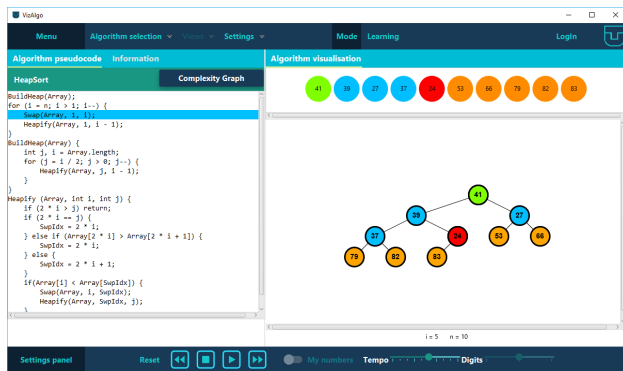 VizAlgo
Menu Algorithm selection Views Settings Mode Learning Login
Algorithm pseudocode Information Algorithm visualisation
HeapSort Complexity Graph
BuildHeap(Array);
for (i = n; i > 1; i--) {
    Swap(Array, 1, i);
    Heapify(Array, 1, i - 1);
}
BuildHeap(Array) {
    int j, i = Array.length;
    for (j = i / 2; j > 0; j--) {
        Heapify(Array, j, i - 1);
    }
}
Heapify (Array, int i, int j) {
    if (2 * i > j) return;
    if (2 * i == j) {
        SwpIdx = 2 * i;
    } else if (Array[2 * i] > Array[2 * i + 1]) {
        SwpIdx = 2 * i;
    } else {
        SwpIdx = 2 * i + 1;
    }
    if(Array[i] < Array[SwpIdx]) {
        Swap(Array, i, SwpIdx);
        Heapify(Array, SwpIdx, j);
    }
41 39 27 37 24 53 66 79 82 83
41
39 27
37 24 53 66
79 82 83
i = 5 n = 10
Settings panel Reset My numbers Tempo Digits